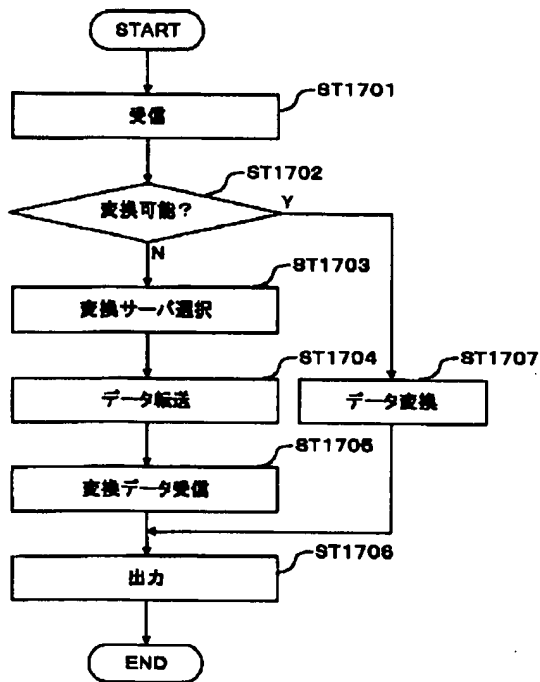 START
ST1701
受信
ST1702
変換可能？
Y
N
ST1703
変換サーバ選択
ST1704
データ転送
ST1707
データ変換
ST1705
変換データ受信
ST1706
出力
END